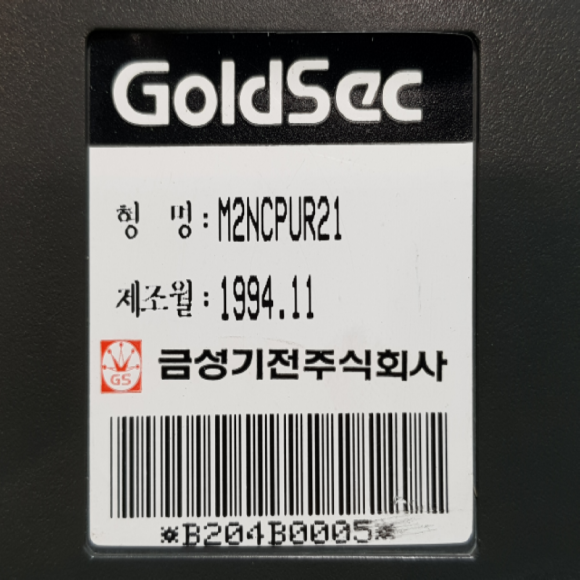 GoldSec
형 명 : M2NCPUR21
제조월 : 1994.11
GS 금성기전주식회사
*B204B0005*